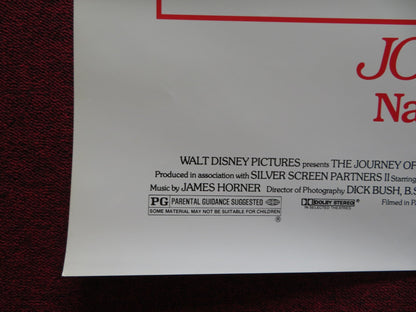 JO
Na
WALT DISNEY PICTURES presents THE JOURNEY OF
Produced in association with SILVER SCREEN PARTNERS II Starring
Music by JAMES HORNER Director of Photography DICK BUSH, B.S.
PG PARENTAL GUIDANCE SUGGESTED DOLBY STEREO Filmed in P
SOME MATERIAL MAY NOT BE SUITABLE FOR CHILDREN IN SELECTED THEATRES
®